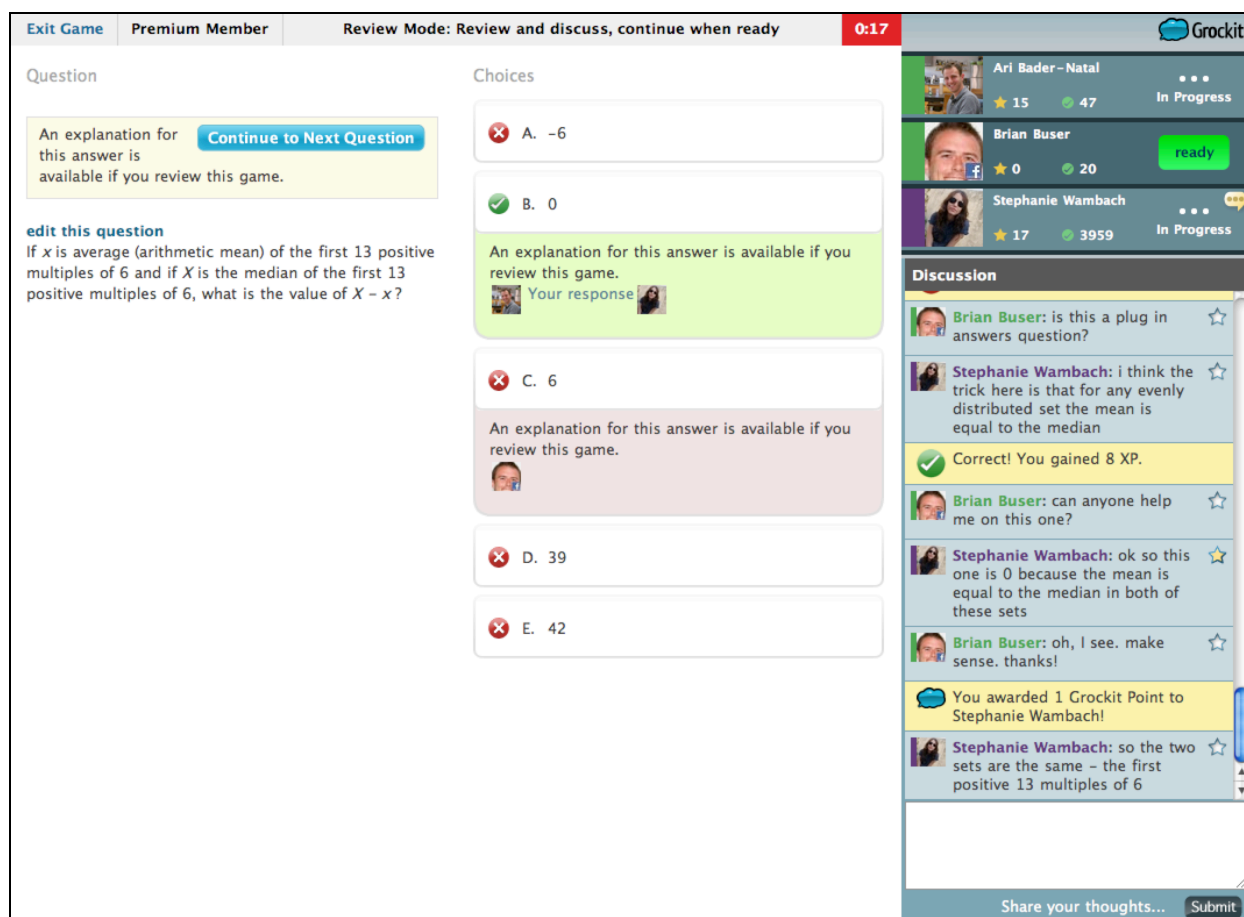 Exit Game
Premium Member
Review Mode: Review and discuss, continue when ready
0:17
Question
An explanation for
this answer is
available if you review this game.
Continue to Next Question
edit this question
If x is average (arithmetic mean) of the first 13 positive
multiples of 6 and if X is the median of the first 13
positive multiples of 6, what is the value of X – x?
Choices
A. -6
B. 0
An explanation for this answer is available if you
review this game.
Your response
C. 6
An explanation for this answer is available if you
review this game.
D. 39
E. 42
Grockit
Ari Bader-Natal
15 47
In Progress
Brian Buser
0 20
ready
Stephanie Wambach
17 3959
In Progress
Discussion
Brian Buser: is this a plug in
answers question?
Stephanie Wambach: i think the
trick here is that for any evenly
distributed set the mean is
equal to the median
Correct! You gained 8 XP.
Brian Buser: can anyone help
me on this one?
Stephanie Wambach: ok so this
one is 0 because the mean is
equal to the median in both of
these sets
Brian Buser: oh, I see. make
sense. thanks!
You awarded 1 Grockit Point to
Stephanie Wambach!
Stephanie Wambach: so the two
sets are the same – the first
positive 13 multiples of 6
Share your thoughts...
Submit